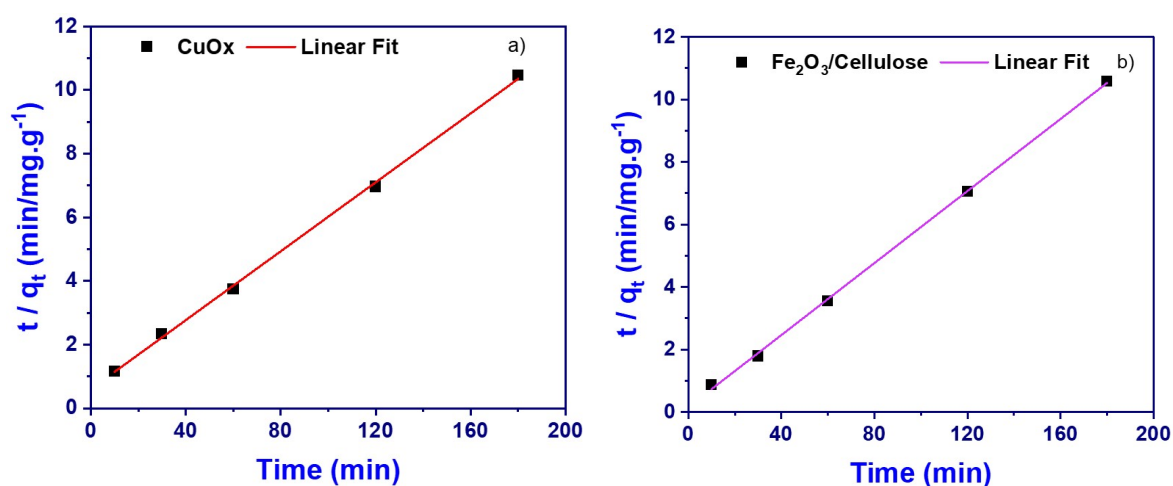 CuOx Linear Fit a)
t / qₜ (min/mg.g⁻¹)
12
10
8
6
4
2
0
0 40 80 120 160 200
Time (min)
Fe₂O₃/Cellulose Linear Fit b)
t / qₜ (min/mg.g⁻¹)
12
10
8
6
4
2
0
0 40 80 120 160 200
Time (min)